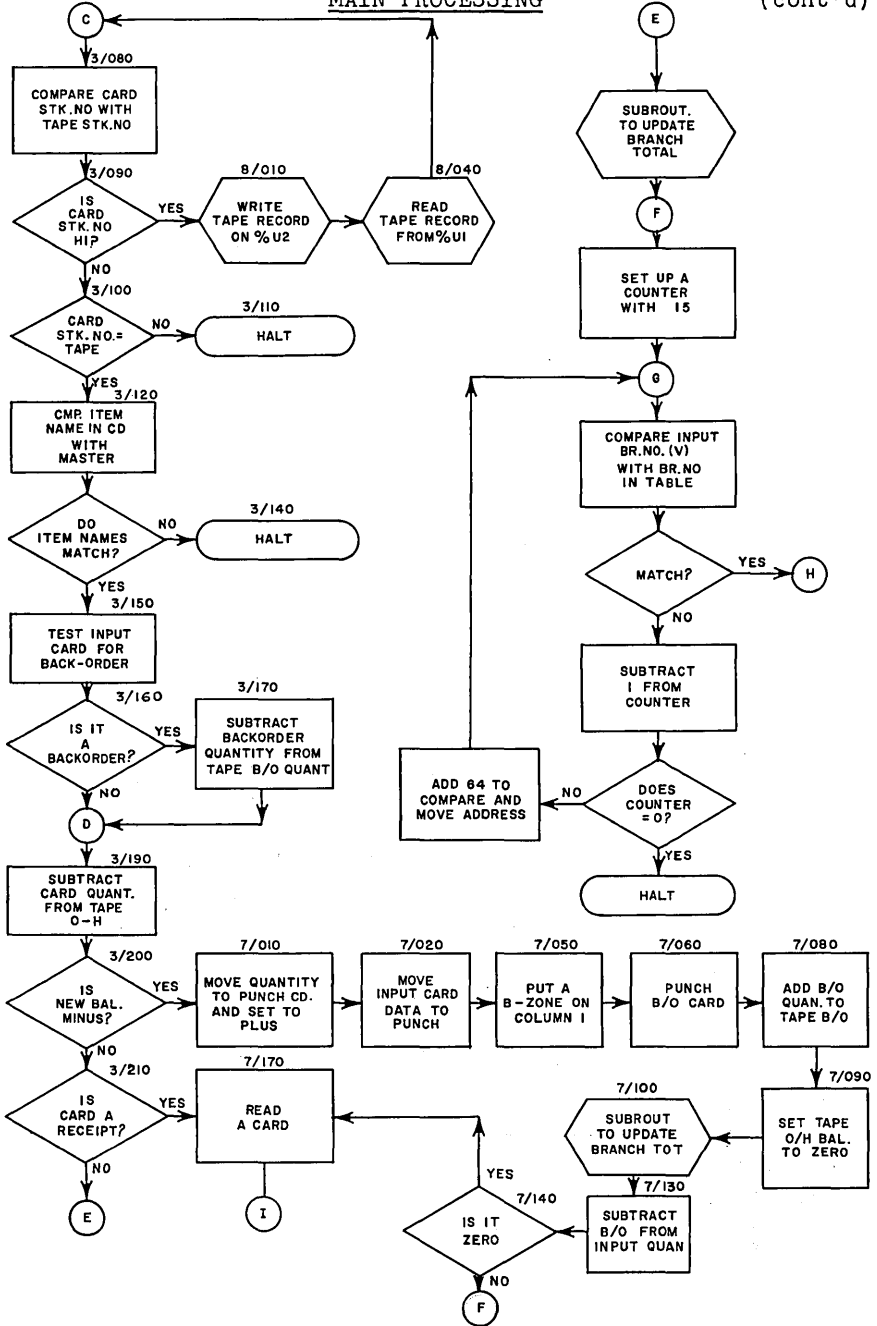 MAIN PROCESSING
(cont'd)
C
3/080
COMPARE CARD
STK.NO WITH
TAPE STK.NO
3/090
IS
CARD
STK.NO
HI?
YES
NO
8/010
WRITE
TAPE RECORD
ON %U2
8/040
READ
TAPE RECORD
FROM%U1
3/100
CARD
STK.NO.=
TAPE
NO
YES
3/110
HALT
3/120
CMP. ITEM
NAME IN CD
WITH
MASTER
DO
ITEM NAMES
MATCH?
NO
YES
3/140
HALT
3/150
TEST INPUT
CARD FOR
BACK-ORDER
3/160
IS IT
A
BACKORDER?
YES
NO
3/170
SUBTRACT
BACKORDER
QUANTITY FROM
TAPE B/O QUANT
D
3/190
SUBTRACT
CARD QUANT.
FROM TAPE
O-H
3/200
IS
NEW BAL.
MINUS?
YES
NO
7/010
MOVE QUANTITY
TO PUNCH CD.
AND SET TO
PLUS
7/020
MOVE
INPUT CARD
DATA TO
PUNCH
7/050
PUT A
B-ZONE ON
COLUMN 1
7/060
PUNCH
B/O CARD
7/080
ADD B/O
QUAN. TO
TAPE B/O
7/090
SET TAPE
O/H BAL.
TO ZERO
7/100
SUBROUT
TO UPDATE
BRANCH TOT
7/130
SUBTRACT
B/O FROM
INPUT QUAN
7/140
IS IT
ZERO
YES
NO
F
3/210
IS
CARD A
RECEIPT?
YES
NO
7/170
READ
A CARD
I
E
E
SUBROUT.
TO UPDATE
BRANCH
TOTAL
F
SET UP A
COUNTER
WITH 15
G
COMPARE INPUT
BR.NO.(V)
WITH BR.NO
IN TABLE
MATCH?
YES
H
NO
SUBTRACT
1 FROM
COUNTER
DOES
COUNTER
=0?
NO
YES
ADD 64 TO
COMPARE AND
MOVE ADDRESS
HALT